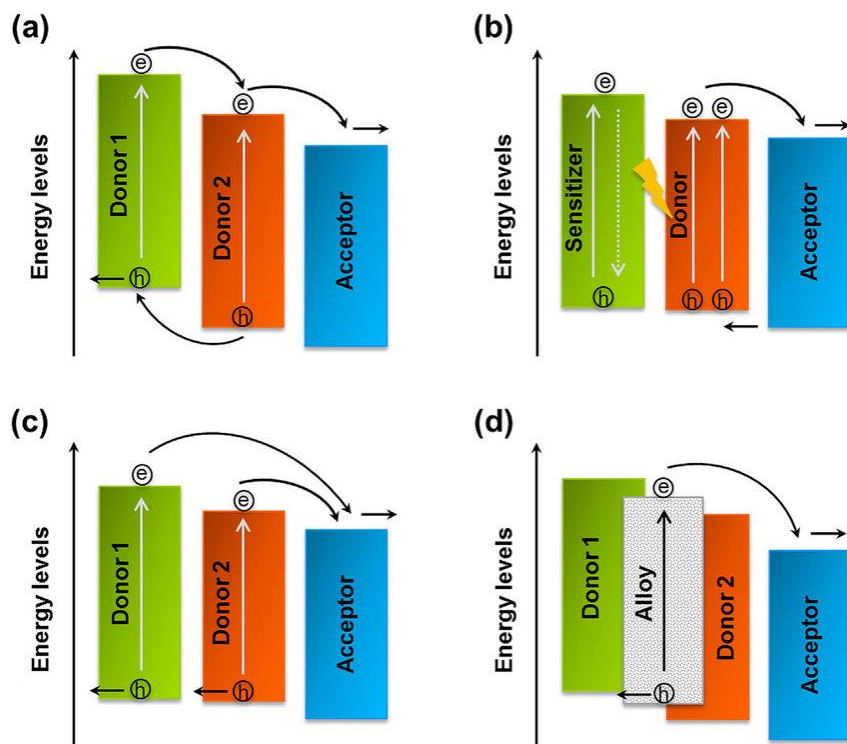 (a)
Energy levels
e
Donor 1
h
e
Donor 2
h
Acceptor
(b)
Energy levels
e
Sensitizer
h
e e
Donor
h h
Acceptor
(c)
Energy levels
e
Donor 1
h
e
Donor 2
h
Acceptor
(d)
Energy levels
Donor 1
e
Alloy
h
Donor 2
Acceptor